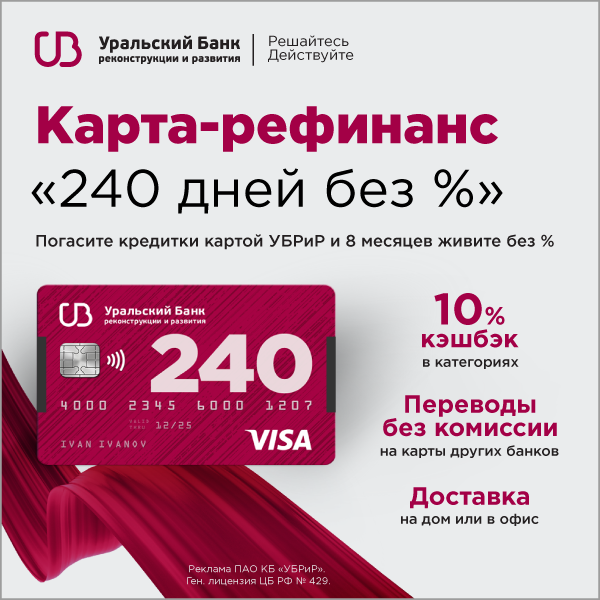 Уральский Банк
реконструкции и развития
Решайтесь
Действуйте
Карта-рефинанс
«240 дней без %»
Погасите кредитки картой УБРиР и 8 месяцев живите без %
Уральский Банк
реконструкции и развития
240
4000 2345 6000 1207
VALID
THRU 12/25
IVAN IVANOV
VISA
10%
кэшбэк
в категориях
Переводы
без комиссии
на карты других банков
Доставка
на дом или в офис
Реклама ПАО КБ «УБРиР».
Ген. лицензия ЦБ РФ № 429.